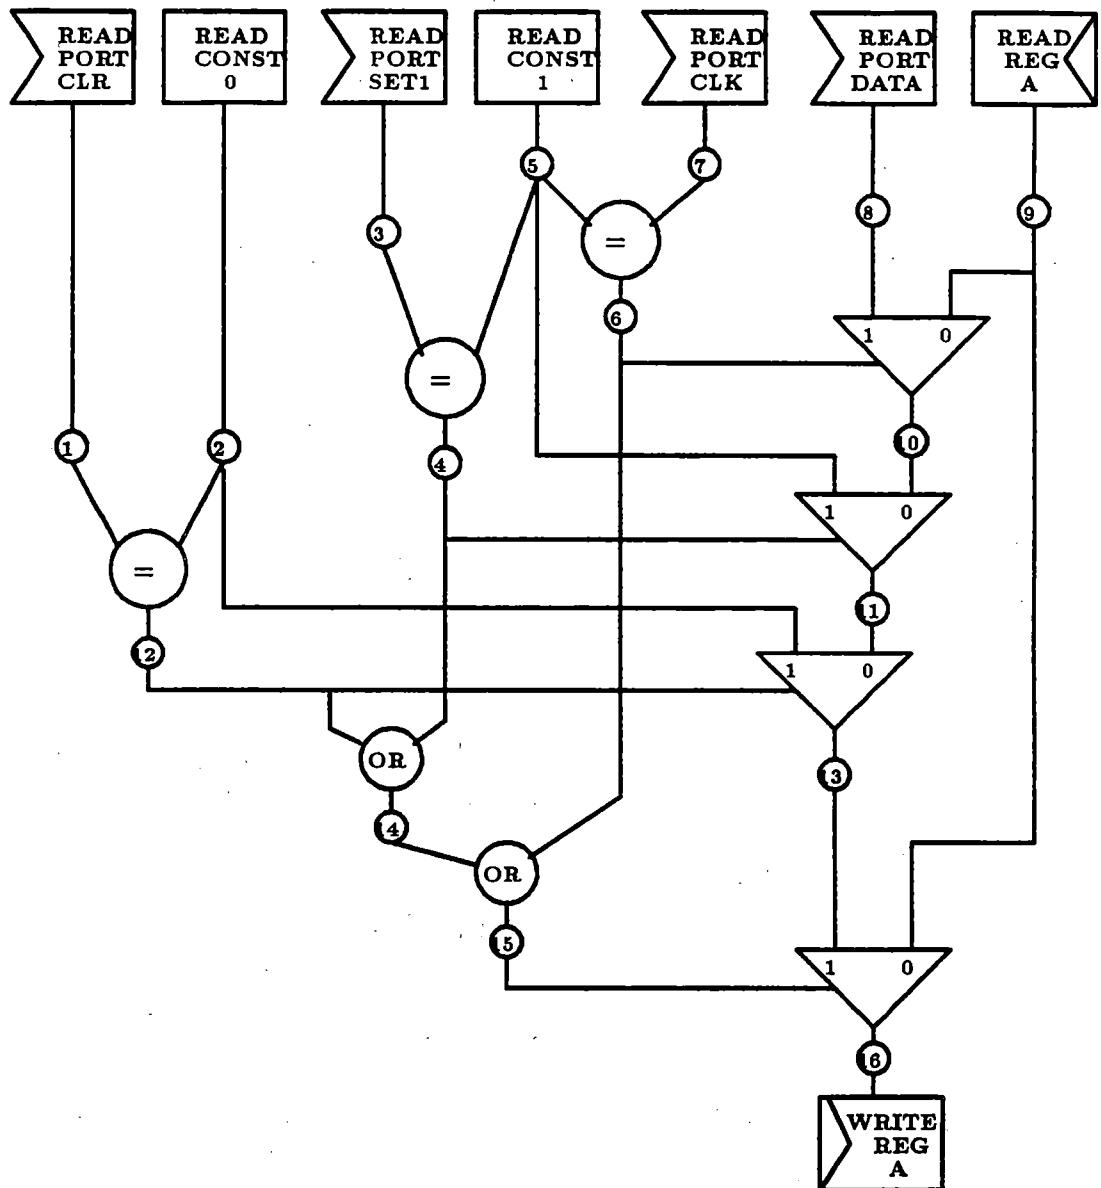 READ
PORT
CLR
READ
CONST
0
READ
PORT
SET1
READ
CONST
1
READ
PORT
CLK
READ
PORT
DATA
READ
REG
A
5
7
8
9
3
=
6
1
0
=
1
2
4
10
1
0
=
11
12
1
0
OR
13
14
OR
15
1
0
16
WRITE
REG
A